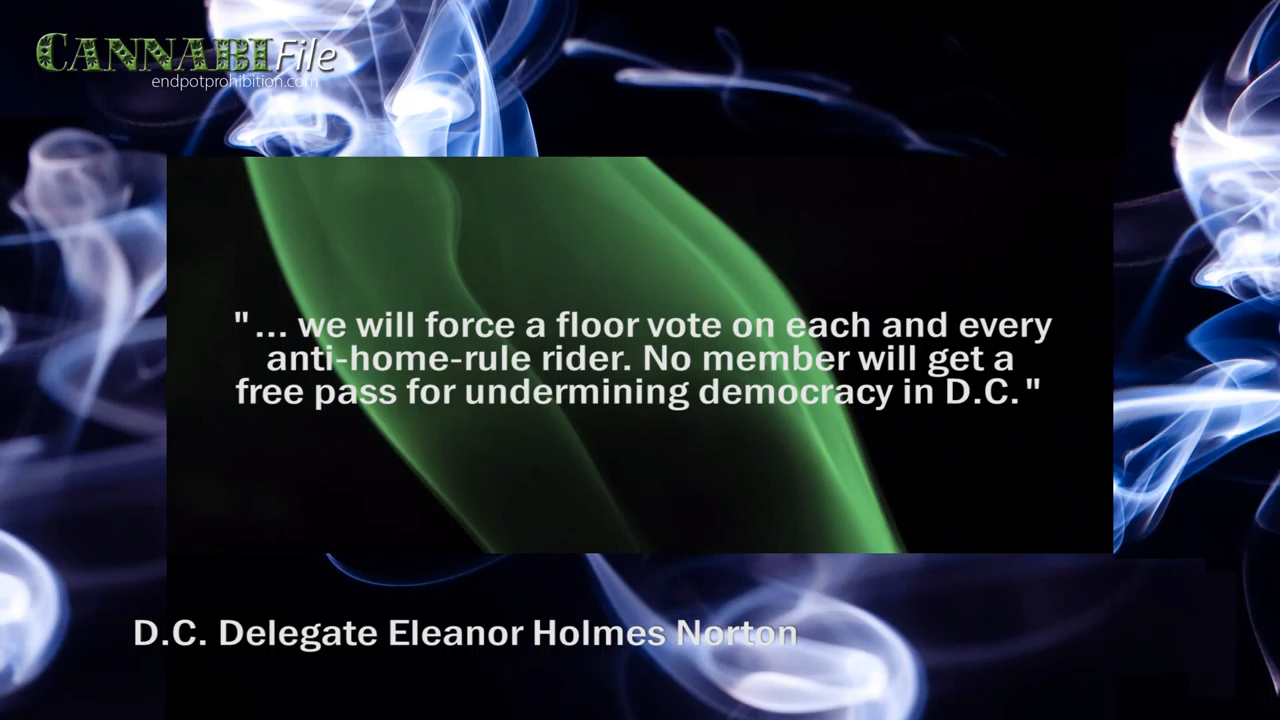 CANNABIFile
endpotprohibition.com
"... we will force a floor vote on each and every
anti-home-rule rider. No member will get a
free pass for undermining democracy in D.C."
D.C. Delegate Eleanor Holmes Norton